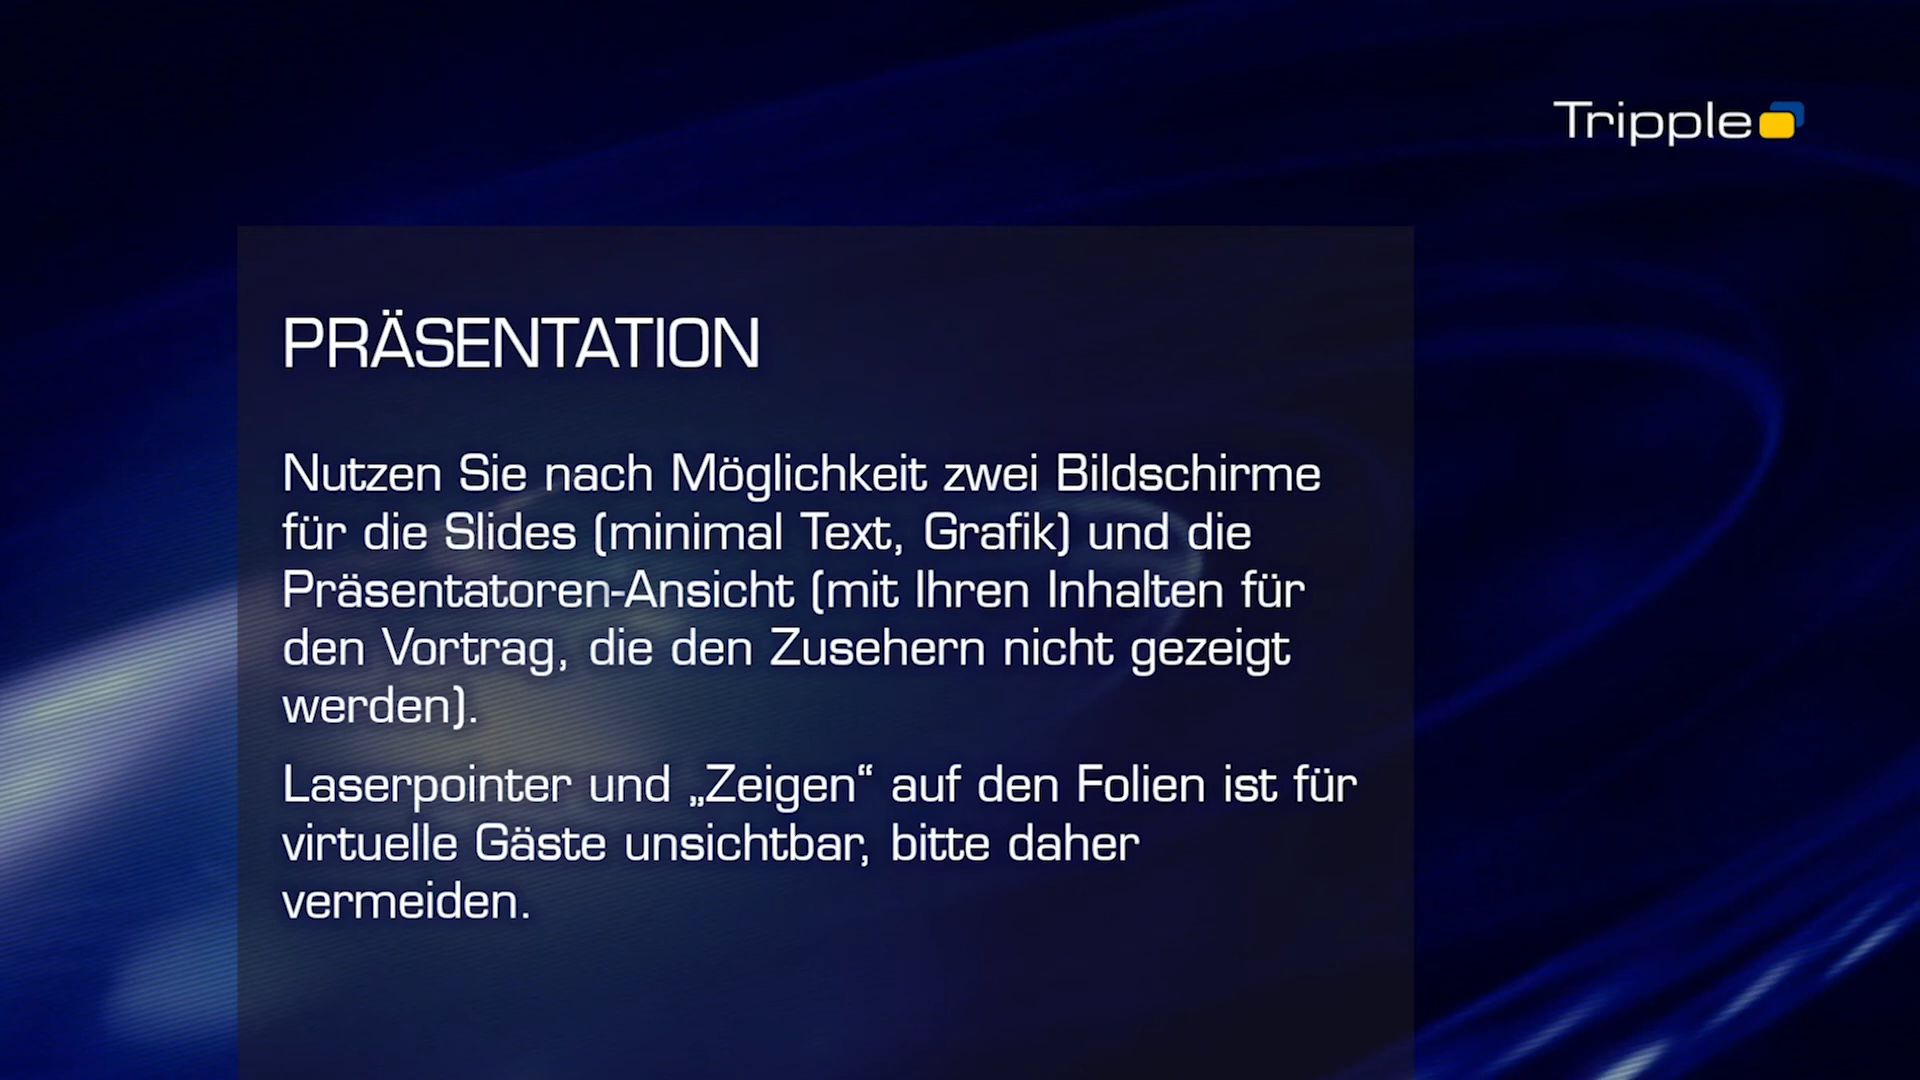 Tripple
PRÄSENTATION
Nutzen Sie nach Möglichkeit zwei Bildschirme
für die Slides (minimal Text, Grafik) und die
Präsentatoren-Ansicht (mit Ihren Inhalten für
den Vortrag, die den Zusehern nicht gezeigt
werden).
Laserpointer und „Zeigen“ auf den Folien ist für
virtuelle Gäste unsichtbar, bitte daher
vermeiden.